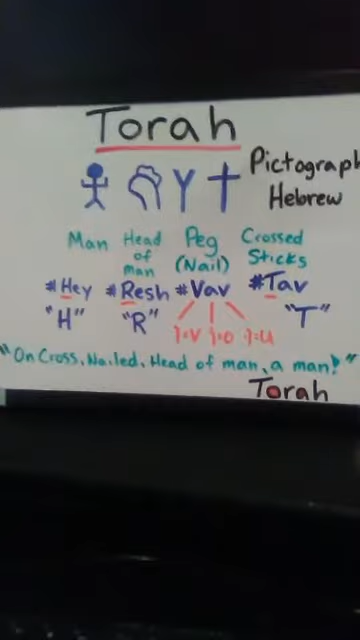 Torah
Pictograph
Hebrew
Man Head of man Peg (Nail) Crossed Sticks
#Hey #Resh #Vav #Tav
"H" "R" "T"
}=V }=O }=U
"On Cross, Nailed, Head of man, a man!"
Torah